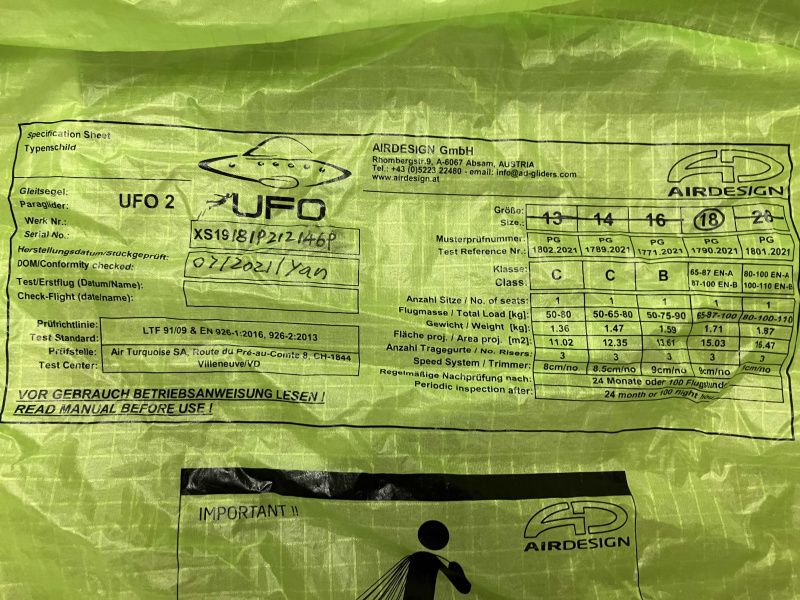 Specification Sheet
Typenschild
Gleitsegel:
Paraglider:
UFO 2
UFO
Werk Nr.:
Serial No.:
XS19
Herstellungsdatum/Stückgeprüft:
DOM/Conformity checked:
07/2021/Yan
Test/Erstflug (Datum/Name):
Check-Flight (date/name):
Prüfrichtlinie:
Test Standard:
LTF 91/09 & EN 926-1:2016, 926-2:2013
Prüfstelle:
Test Center:
Air Turquoise SA, Route du Pré-au-Comte 8, CH-1844
Villeneuve/VD
VOR GEBRAUCH BETRIEBSANWEISUNG LESEN !
READ MANUAL BEFORE USE !
AIRDESIGN GmbH
Rhombergstr.9, A-6067 Absam, AUSTRIA
Tel.: +43 (0)5223 22480 - email: info@ad-gliders.com
www.airdesign.at
AIRDESIGN
Größe:
Size.:
13 14 16 18 20
Musterprüfnummer:
Test Reference Nr.:
PG PG PG PG PG
1802.2021 1789.2021 1771.2021 1790.2021 1801.2021
Klasse:
Class:
C C B
65-87 EN-A 80-100 EN-A
87-100 EN-B 100-110 EN-B
Anzahl Sitze / No. of seats: 1 1 1 1 1
Flugmasse / Total Load [kg]: 50-80 50-65-80 50-75-90 65-87-100 80-100-110
Gewicht / Weight [kg]: 1.36 1.47 1.59 1.71 1.87
Fläche proj. / Area proj. [m2]: 11.02 12.35 13.61 15.03 16.47
Anzahl Tragegurte / No. Risers: 3 3 3 3 3
Speed System / Trimmer: 8cm/no 8.5cm/no 9cm/no 9cm/no
Regelmäßige Nachprüfung nach: 24 Monate oder 100 Flugstunden
Periodic inspection after: 24 month or 100 flight
IMPORTANT !!
AIRDESIGN